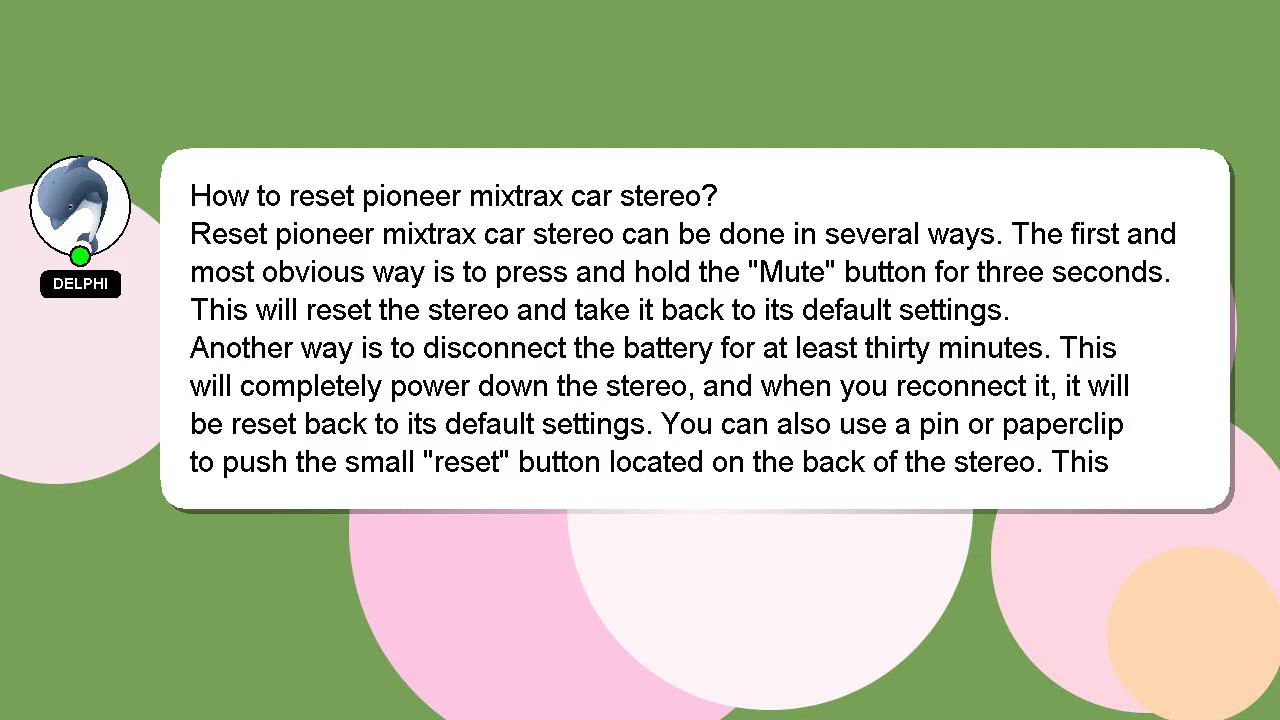 How to reset pioneer mixtrax car stereo?
Reset pioneer mixtrax car stereo can be done in several ways. The first and
most obvious way is to press and hold the "Mute" button for three seconds.
This will reset the stereo and take it back to its default settings.
Another way is to disconnect the battery for at least thirty minutes. This
will completely power down the stereo, and when you reconnect it, it will
be reset back to its default settings. You can also use a pin or paperclip
to push the small "reset" button located on the back of the stereo. This
DELPHI